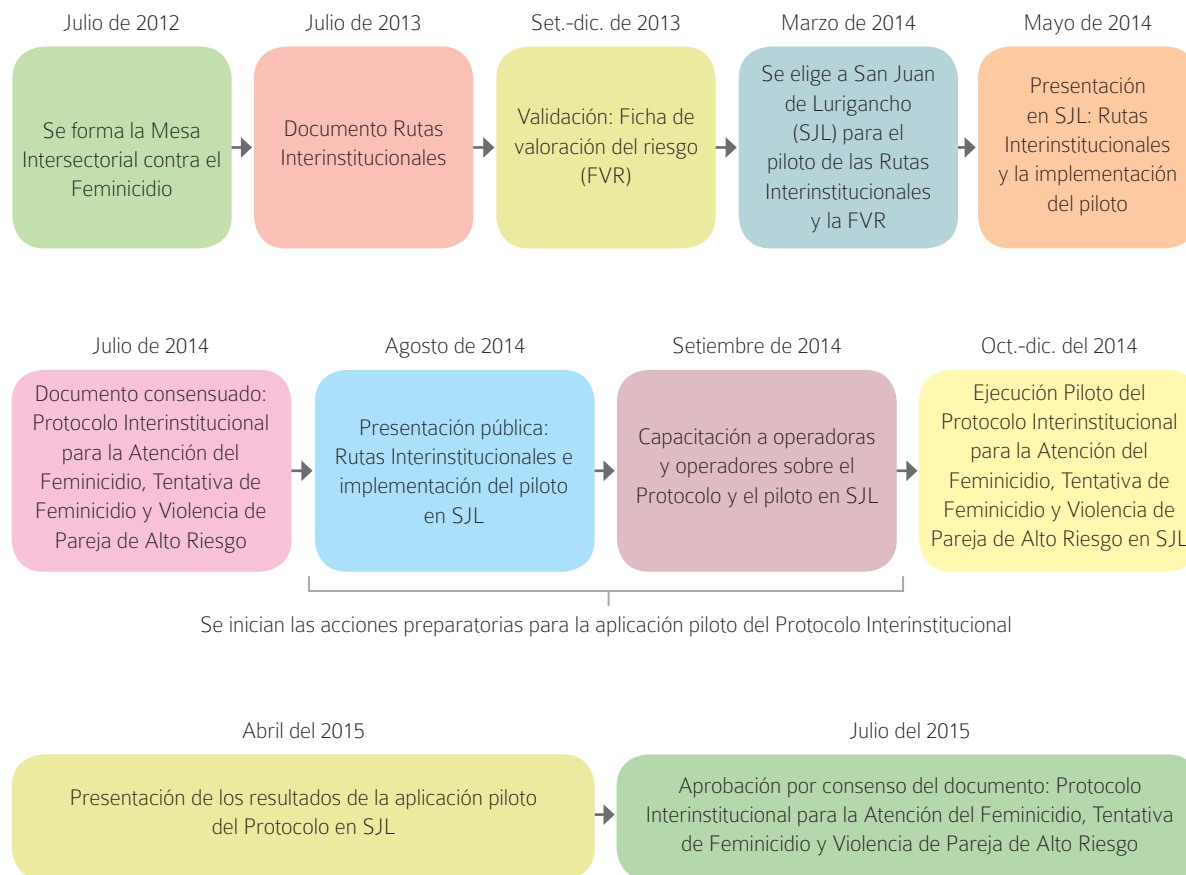 Julio de 2012
Se forma la Mesa
Intersectorial contra el
Feminicidio
Julio de 2013
Documento Rutas
Interinstitucionales
Set.-dic. de 2013
Validación: Ficha de
valoración del riesgo
(FVR)
Marzo de 2014
Se elige a San Juan
de Lurigancho
(SJL) para el
piloto de las Rutas
Interinstitucionales
y la FVR
Mayo de 2014
Presentación
en SJL: Rutas
Interinstitucionales
y la implementación
del piloto
Julio de 2014
Documento consensuado:
Protocolo Interinstitucional
para la Atención del
Feminicidio, Tentativa de
Feminicidio y Violencia de
Pareja de Alto Riesgo
Agosto de 2014
Presentación pública:
Rutas Interinstitucionales e
implementación del piloto
en SJL
Setiembre de 2014
Capacitación a operadoras
y operadores sobre el
Protocolo y el piloto en SJL
Oct.-dic. del 2014
Ejecución Piloto del
Protocolo Interinstitucional
para la Atención del
Feminicidio, Tentativa de
Feminicidio y Violencia de
Pareja de Alto Riesgo en SJL
Se inician las acciones preparatorias para la aplicación piloto del Protocolo Interinstitucional
Abril del 2015
Presentación de los resultados de la aplicación piloto
del Protocolo en SJL
Julio del 2015
Aprobación por consenso del documento: Protocolo
Interinstitucional para la Atención del Feminicidio, Tentativa
de Feminicidio y Violencia de Pareja de Alto Riesgo